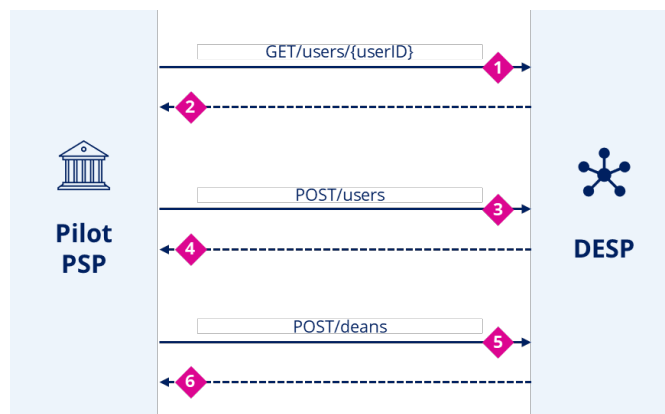 GET/users/{userID}
1
2
POST/users
3
4
Pilot
PSP
DESP
POST/deans
5
6